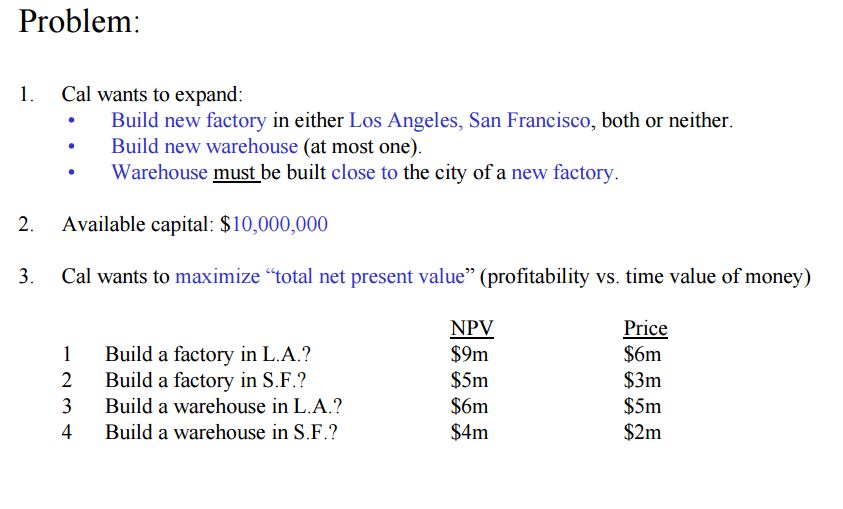 Problem:
1. Cal wants to expand:
• Build new factory in either Los Angeles, San Francisco, both or neither.
• Build new warehouse (at most one).
• Warehouse must be built close to the city of a new factory.
2. Available capital: $10,000,000
3. Cal wants to maximize “total net present value” (profitability vs. time value of money)
NPV Price
1 Build a factory in L.A.? $9m $6m
2 Build a factory in S.F.? $5m $3m
3 Build a warehouse in L.A.? $6m $5m
4 Build a warehouse in S.F.? $4m $2m